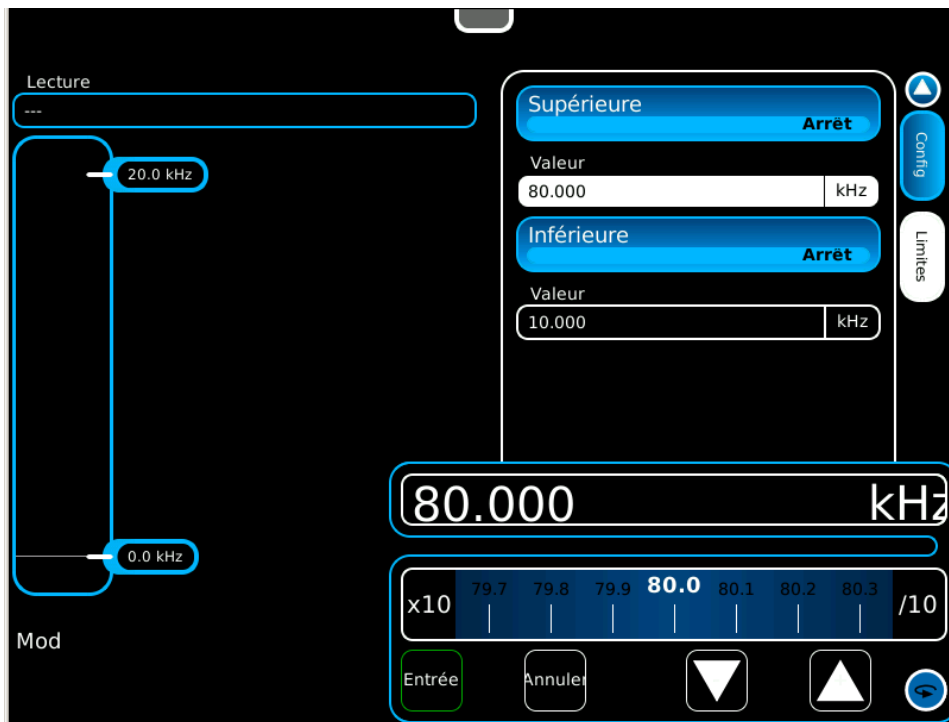 Lecture
---
20.0 kHz
0.0 kHz
Mod
Supérieure
Arrêt
Valeur
80.000 kHz
Inférieure
Arrêt
Valeur
10.000 kHz
Config
Limites
80.000 kHz
x10 79.7 79.8 79.9 80.0 80.1 80.2 80.3 /10
Entrée Annuler